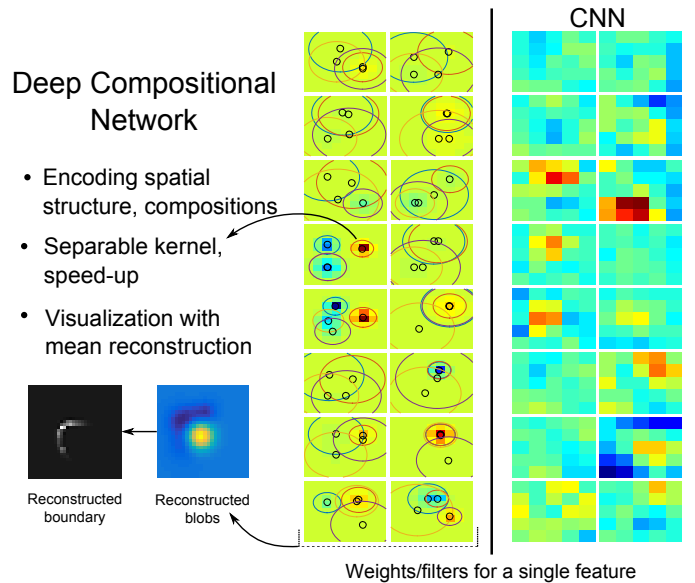 CNN
Deep Compositional
Network
• Encoding spatial
structure, compositions
• Separable kernel,
speed-up
• Visualization with
mean reconstruction
Reconstructed
boundary
Reconstructed
blobs
Weights/filters for a single feature